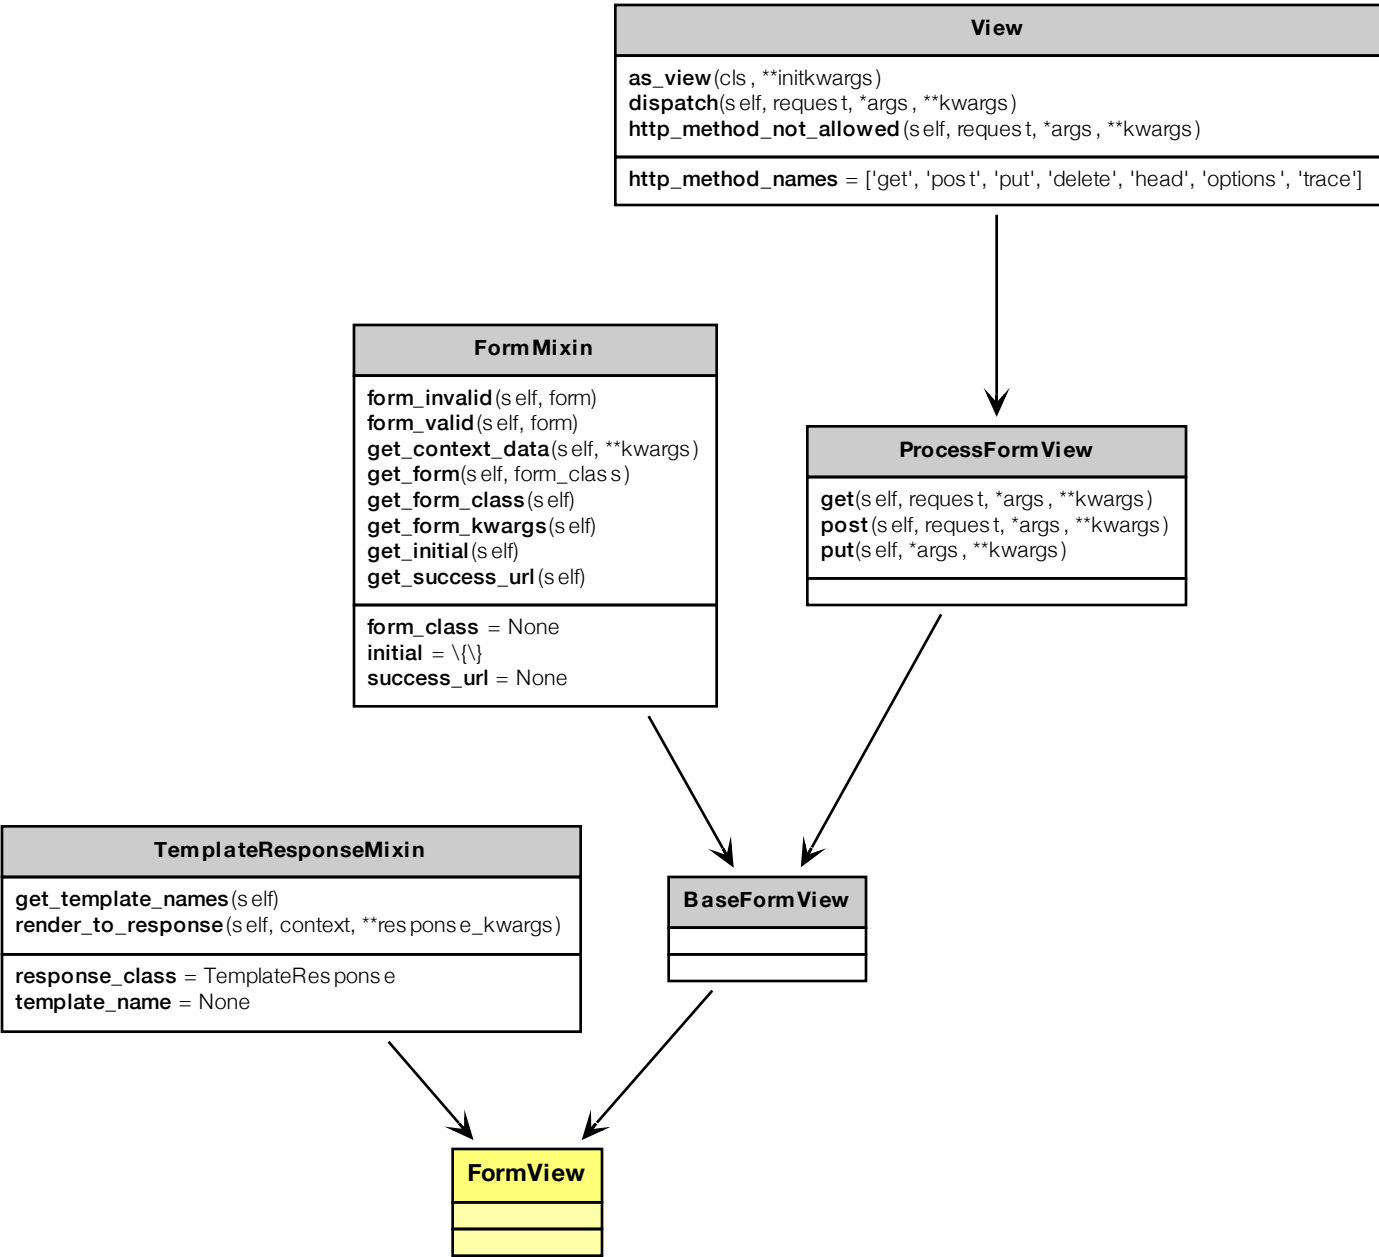 View
as_view(cls, **initkwargs)
dispatch(self, request, *args, **kwargs)
http_method_not_allowed(self, request, *args, **kwargs)
http_method_names = ['get', 'post', 'put', 'delete', 'head', 'options', 'trace']
FormMixin
form_invalid(self, form)
form_valid(self, form)
get_context_data(self, **kwargs)
get_form(self, form_class)
get_form_class(self)
get_form_kwargs(self)
get_initial(self)
get_success_url(self)
form_class = None
initial = \{\}
success_url = None
ProcessFormView
get(self, request, *args, **kwargs)
post(self, request, *args, **kwargs)
put(self, *args, **kwargs)
TemplateResponseMixin
get_template_names(self)
render_to_response(self, context, **response_kwargs)
response_class = TemplateResponse
template_name = None
BaseFormView
FormView